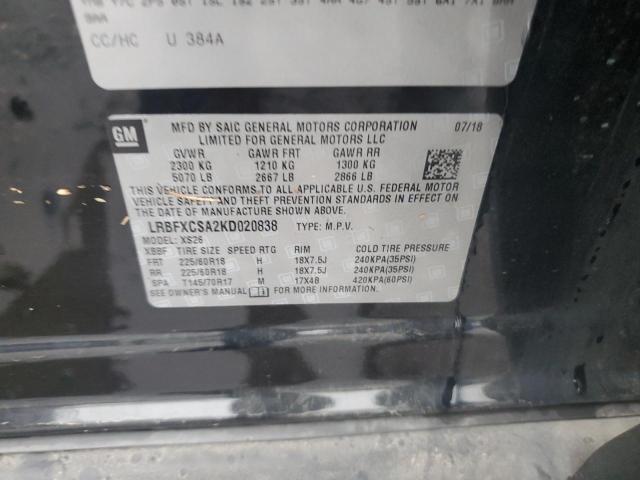 CC/HC U 384A
GM
MFD BY SAIC GENERAL MOTORS CORPORATION 07/18
LIMITED FOR GENERAL MOTORS LLC
GVWR GAWR FRT GAWR RR
2300 KG 1210 KG 1300 KG
5070 LB 2667 LB 2866 LB
THIS VEHICLE CONFORMS TO ALL APPLICABLE U.S. FEDERAL MOTOR
VEHICLE SAFETY AND THEFT PREVENTION STANDARDS IN EFFECT ON
THE DATE OF MANUFACTURE SHOWN ABOVE.
LRBFXCSA2KD020838 TYPE: M.P.V.
MODEL: XS26
XBBF TIRE SIZE SPEED RTG RIM COLD TIRE PRESSURE
FRT 225/60R18 H 18X7.5J 240KPA(35PSI)
RR 225/60R18 H 18X7.5J 240KPA(35PSI)
SPA T145/70R17 M 17X4B 420KPA(60PSI)
SEE OWNER'S MANUAL FOR MORE INFORMATION.